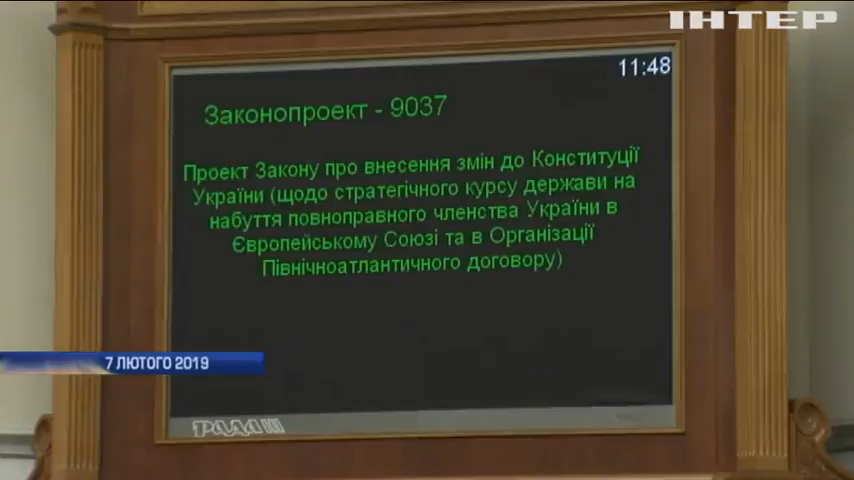 ІНТЕР
11:48
Законопроект - 9037
Проект Закону про внесення змін до Конституції
України (щодо стратегічного курсу держави на
набуття повноправного членства України в
Європейському Союзі та в Організації
Північноатлантичного договору)
7 ЛЮТОГО 2019
РАДА